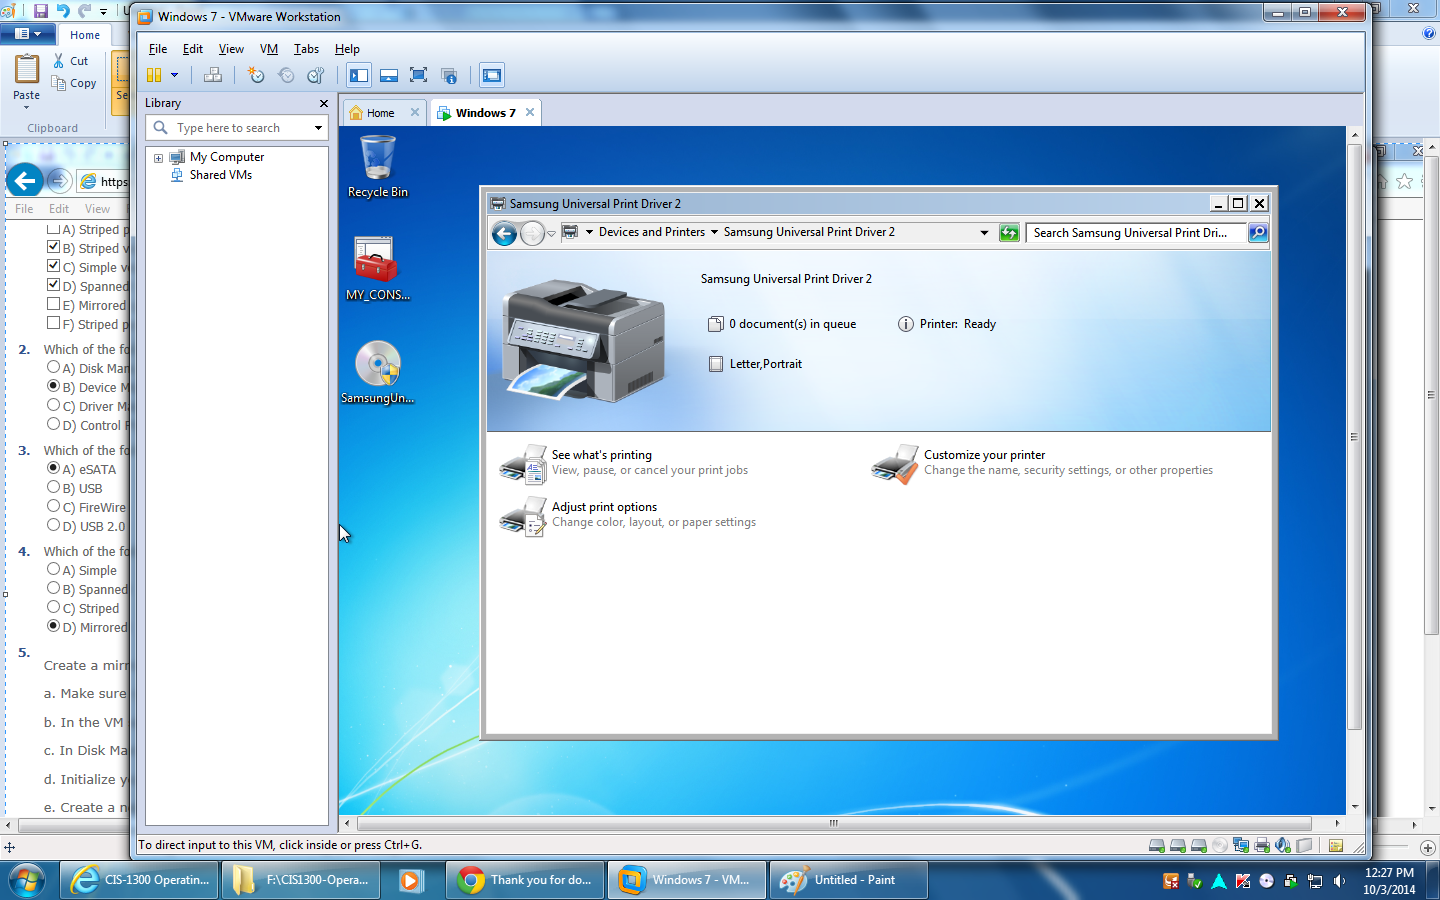 Windows 7 - VMware Workstation
File Edit View VM Tabs Help
Home
Cut
Copy
Paste
Clipboard
Library
Type here to search
My Computer
Shared VMs
Home
Windows 7
Recycle Bin
MY_CONS...
SamsungUn...
Samsung Universal Print Driver 2
Devices and Printers Samsung Universal Print Driver 2
Search Samsung Universal Print Dri...
Samsung Universal Print Driver 2
0 document(s) in queue
Printer: Ready
Letter,Portrait
See what's printing
View, pause, or cancel your print jobs
Customize your printer
Change the name, security settings, or other properties
Adjust print options
Change color, layout, or paper settings
https
File Edit View
A) Striped p
B) Striped v
C) Simple v
D) Spanned
E) Mirrored
F) Striped p
2. Which of the fo
A) Disk Man
B) Device M
C) Driver Ma
D) Control P
3. Which of the fo
A) eSATA
B) USB
C) FireWire
D) USB 2.0
4. Which of the fo
A) Simple
B) Spanned
C) Striped
D) Mirrored
5.
Create a mirr
a. Make sure
b. In the VM
c. In Disk Ma
d. Initialize y
e. Create a n
To direct input to this VM, click inside or press Ctrl+G.
CIS-1300 Operatin...
F:\CIS1300-Opera...
Thank you for do...
Windows 7 - VM...
Untitled - Paint
12:27 PM
10/3/2014